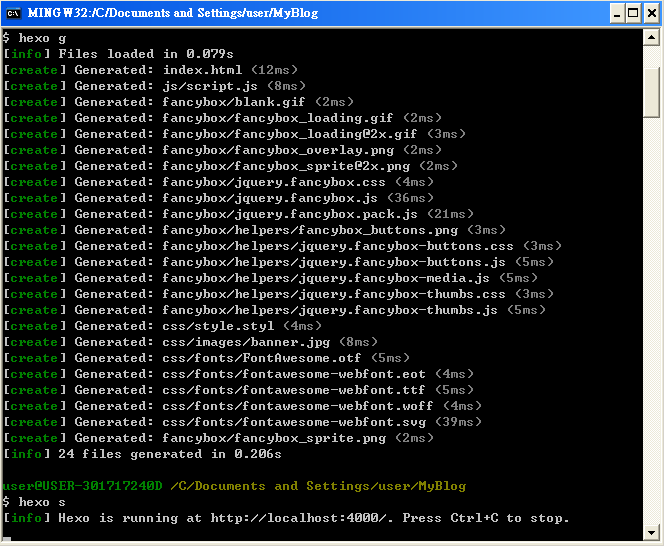 MINGW32:/C/Documents and Settings/user/MyBlog
$ hexo g
[info] Files loaded in 0.079s
[create] Generated: index.html (12ms)
[create] Generated: js/script.js (8ms)
[create] Generated: fancybox/blank.gif (2ms)
[create] Generated: fancybox/fancybox_loading.gif (2ms)
[create] Generated: fancybox/fancybox_loading@2x.gif (3ms)
[create] Generated: fancybox/fancybox_overlay.png (2ms)
[create] Generated: fancybox/fancybox_sprite@2x.png (2ms)
[create] Generated: fancybox/jquery.fancybox.css (4ms)
[create] Generated: fancybox/jquery.fancybox.js (36ms)
[create] Generated: fancybox/jquery.fancybox.pack.js (21ms)
[create] Generated: fancybox/helpers/fancybox_buttons.png (3ms)
[create] Generated: fancybox/helpers/jquery.fancybox-buttons.css (3ms)
[create] Generated: fancybox/helpers/jquery.fancybox-buttons.js (5ms)
[create] Generated: fancybox/helpers/jquery.fancybox-media.js (5ms)
[create] Generated: fancybox/helpers/jquery.fancybox-thumbs.css (3ms)
[create] Generated: fancybox/helpers/jquery.fancybox-thumbs.js (5ms)
[create] Generated: css/style.styl (4ms)
[create] Generated: css/images/banner.jpg (8ms)
[create] Generated: css/fonts/FontAwesome.otf (5ms)
[create] Generated: css/fonts/fontawesome-webfont.eot (4ms)
[create] Generated: css/fonts/fontawesome-webfont.ttf (5ms)
[create] Generated: css/fonts/fontawesome-webfont.woff (4ms)
[create] Generated: css/fonts/fontawesome-webfont.svg (39ms)
[create] Generated: fancybox/fancybox_sprite.png (2ms)
[info] 24 files generated in 0.206s
user@USER-301717240D /C/Documents and Settings/user/MyBlog
$ hexo s
[info] Hexo is running at http://localhost:4000/. Press Ctrl+C to stop.